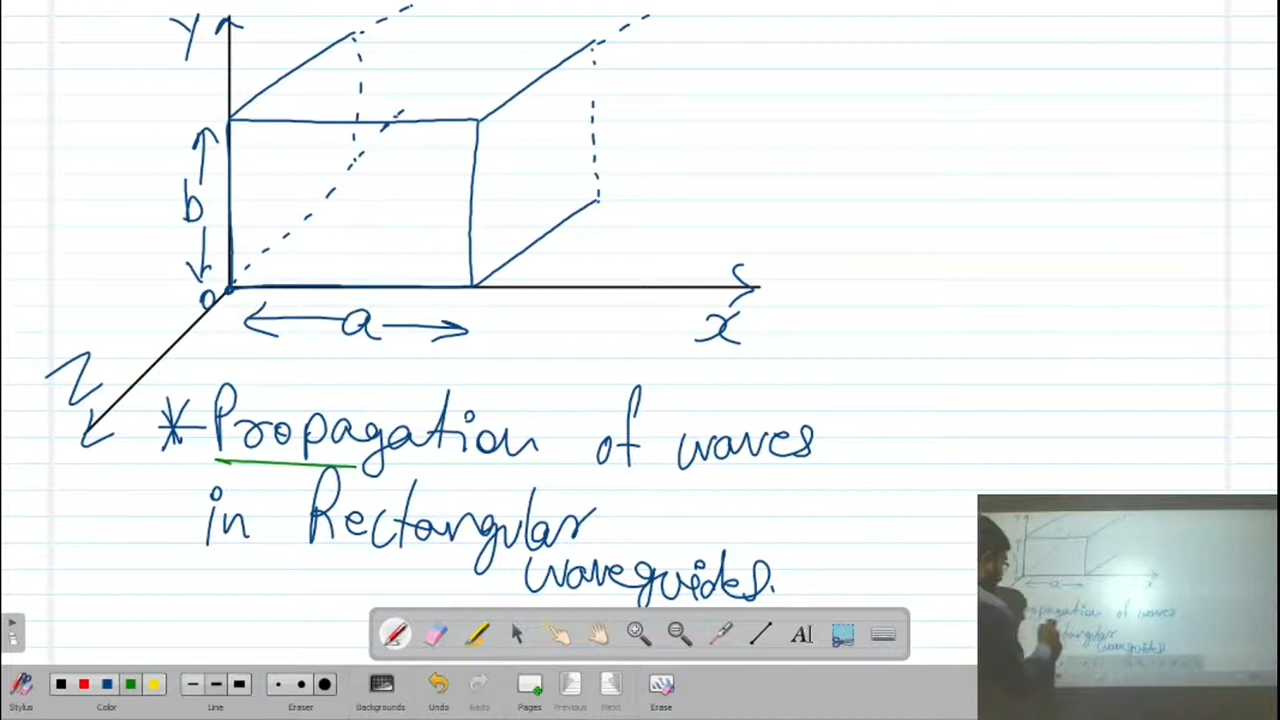 Y
b
o
a
x
Z
*Propagation of waves
in Rectangular
waveguides.
Stylus Color Line Eraser Backgrounds Undo Redo Pages Previous Next Erase